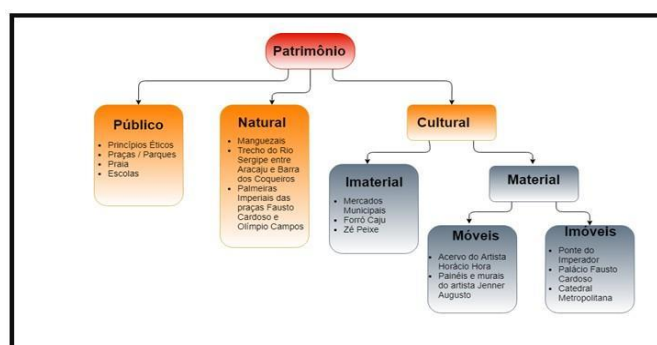 Patrimônio
Público
Princípios Éticos
Praças / Parques
Praia
Escolas
Natural
Manguezais
Trecho do Rio
Sergipe entre
Aracaju e Barra
dos Coqueiros
Palmeiras
Imperiais das
praças Fausto
Cardoso e
Olímpio Campos
Cultural
Imaterial
Mercados
Municipais
Forró Caju
Zé Peixe
Material
Móveis
Acervo do Artista
Horácio Hora
Painéis e murais
do artista Jenner
Augusto
Imóveis
Ponte do
Imperador
Palácio Fausto
Cardoso
Catedral
Metropolitana